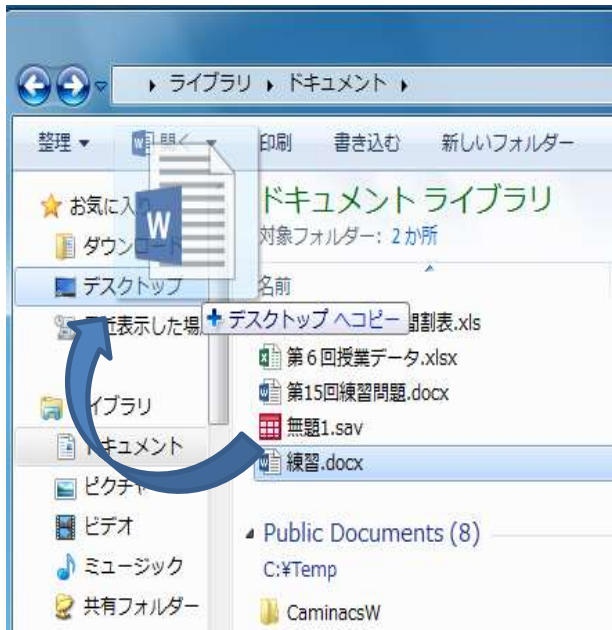 ライブラリ ▸ ドキュメント ▸
整理 ▼ 開く ▼ 印刷 書き込む 新しいフォルダー
お気に入り
ダウンロード
デスクトップ
最近表示した場
ライブラリ
ドキュメント
ピクチャ
ビデオ
ミュージック
共有フォルダー
ドキュメント ライブラリ
対象フォルダー: 2 か所
名前
デスクトップ へコピー
割表.xls
第6回授業データ.xlsx
第15回練習問題.docx
無題1.sav
練習.docx
Public Documents (8)
C:¥Temp
CaminacsW